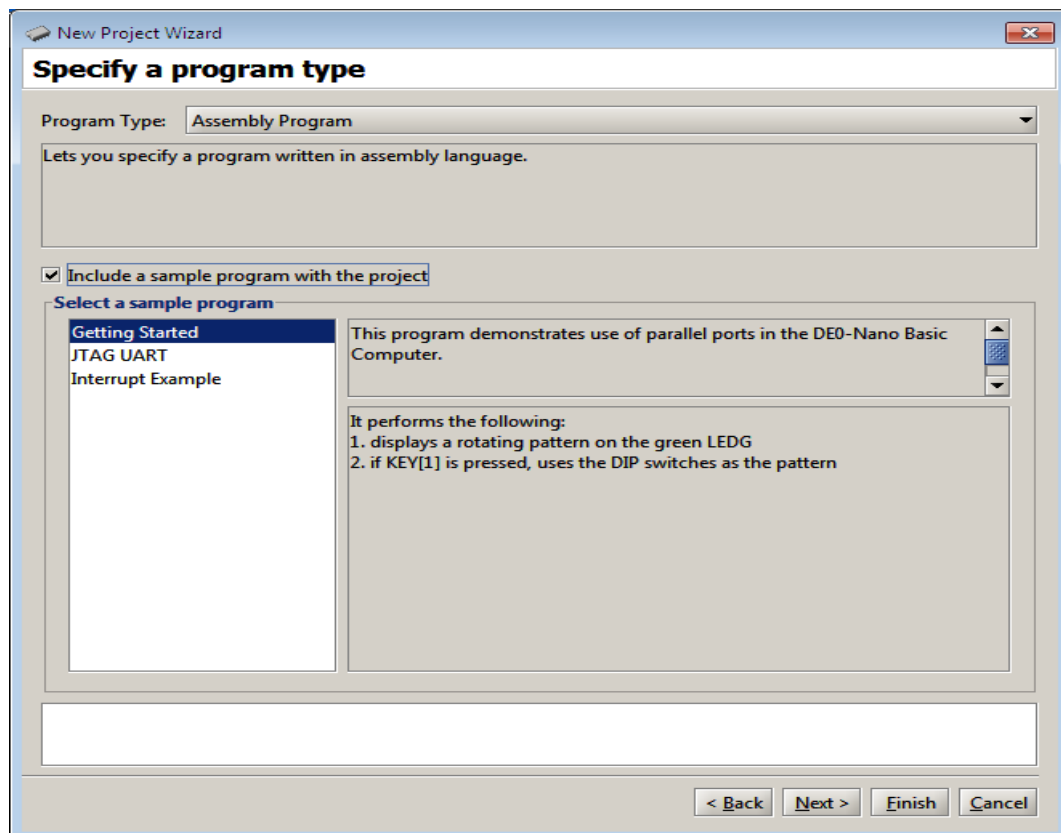 New Project Wizard
Specify a program type
Program Type: Assembly Program
Lets you specify a program written in assembly language.
Include a sample program with the project
Select a sample program
Getting Started
JTAG UART
Interrupt Example
This program demonstrates use of parallel ports in the DE0-Nano Basic
Computer.
It performs the following:
1. displays a rotating pattern on the green LEDG
2. if KEY[1] is pressed, uses the DIP switches as the pattern
< Back Next > Finish Cancel